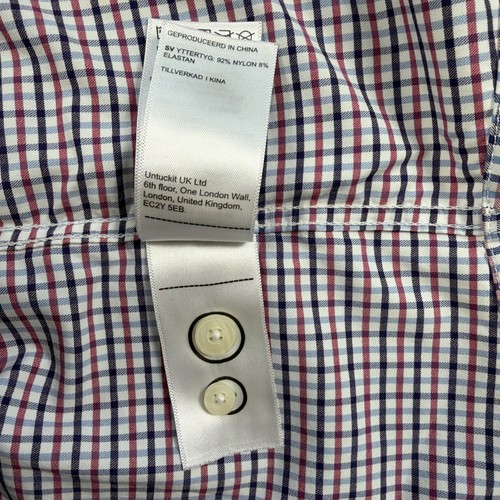 GEPRODUCEERD IN CHINA
SV YTTERTYG: 92% NYLON 8%
ELASTAN
TILLVERKAD I KINA
Untuckit UK Ltd
6th floor, One London Wall,
London, United Kingdom,
EC2Y 5EB.